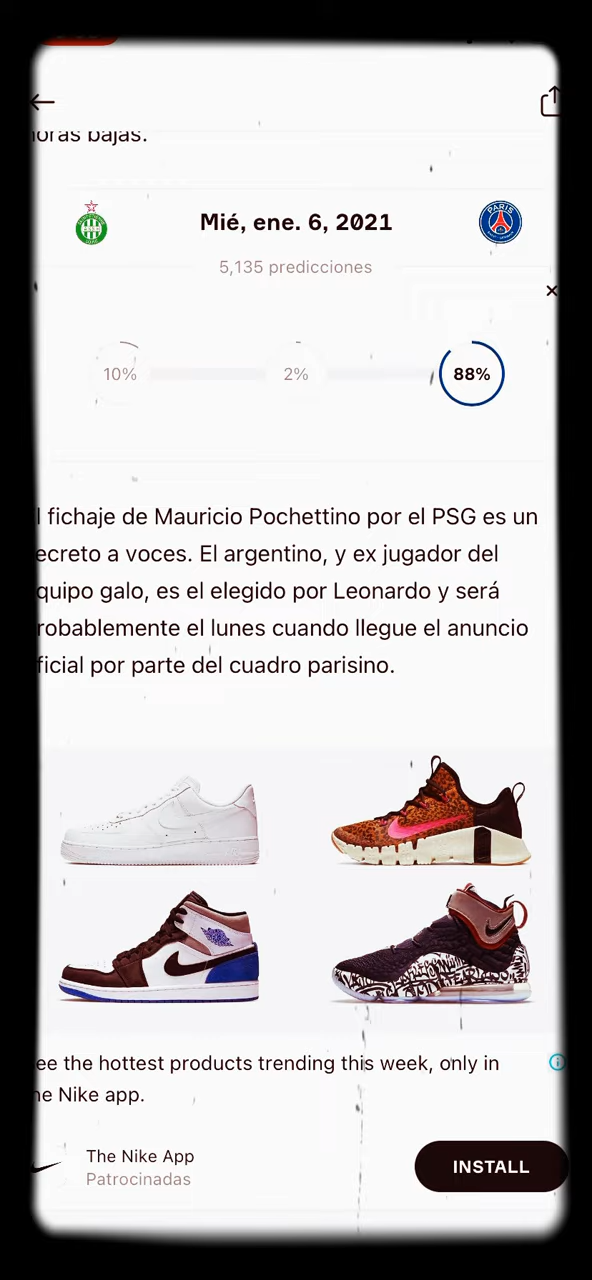 horas bajas.
Mié, ene. 6, 2021
5,135 predicciones
10%
2%
88%
l fichaje de Mauricio Pochettino por el PSG es un
ecreto a voces. El argentino, y ex jugador del
quipo galo, es el elegido por Leonardo y será
robablemente el lunes cuando llegue el anuncio
ficial por parte del cuadro parisino.
ee the hottest products trending this week, only in
he Nike app.
The Nike App
Patrocinadas
INSTALL